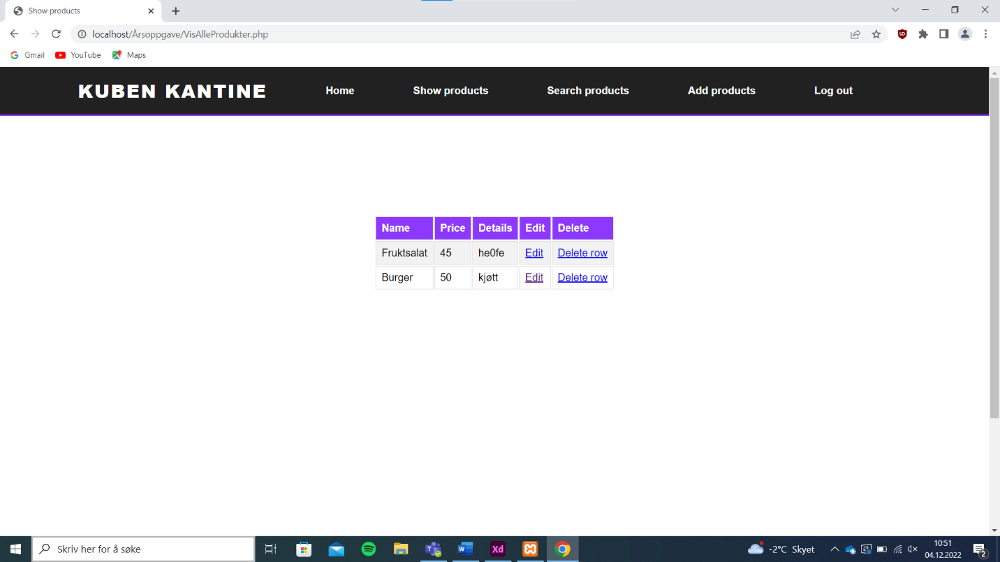 Show products
localhost/Årsoppgave/VisAlleProdukter.php
Gmail YouTube Maps
KUBEN KANTINE Home Show products Search products Add products Log out
Name Price Details Edit Delete
Fruktsalat 45 he0fe Edit Delete row
Burger 50 kjøtt Edit Delete row
Skriv her for å søke Xd -2°C Skyet 10:51
04.12.2022 2